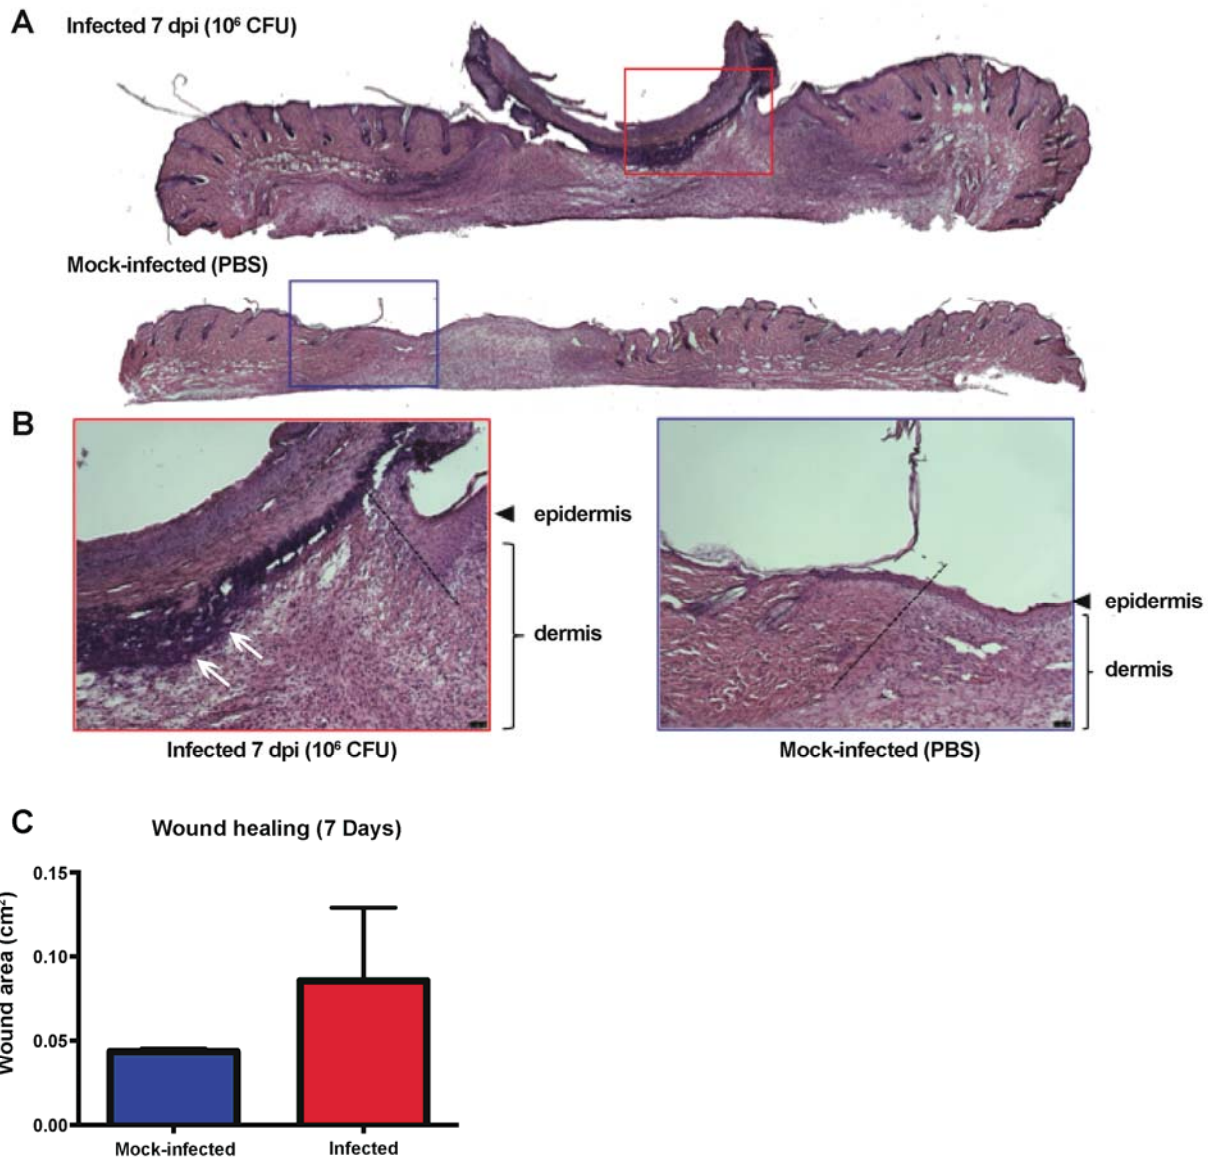 A
Infected 7 dpi (10⁶ CFU)
Mock-infected (PBS)
B
epidermis
dermis
epidermis
dermis
Infected 7 dpi (10⁶ CFU)
Mock-infected (PBS)
C
Wound healing (7 Days)
Wound area (cm²)
0.15
0.10
0.05
0.00
Mock-infected
Infected